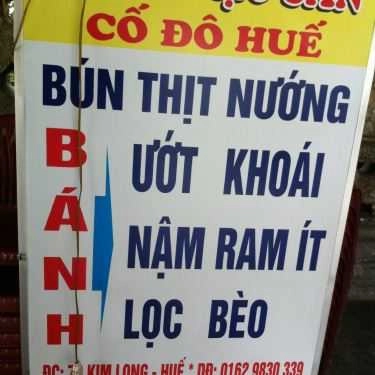 CỐ ĐÔ HUẾ
BÚN THỊT NƯỚNG
BÁNH
ƯỚT KHOÁI
NẬM RAM ÍT
LỌC BÈO
ĐC: KIM LONG - HUẾ * DĐ: 0162 9830 339